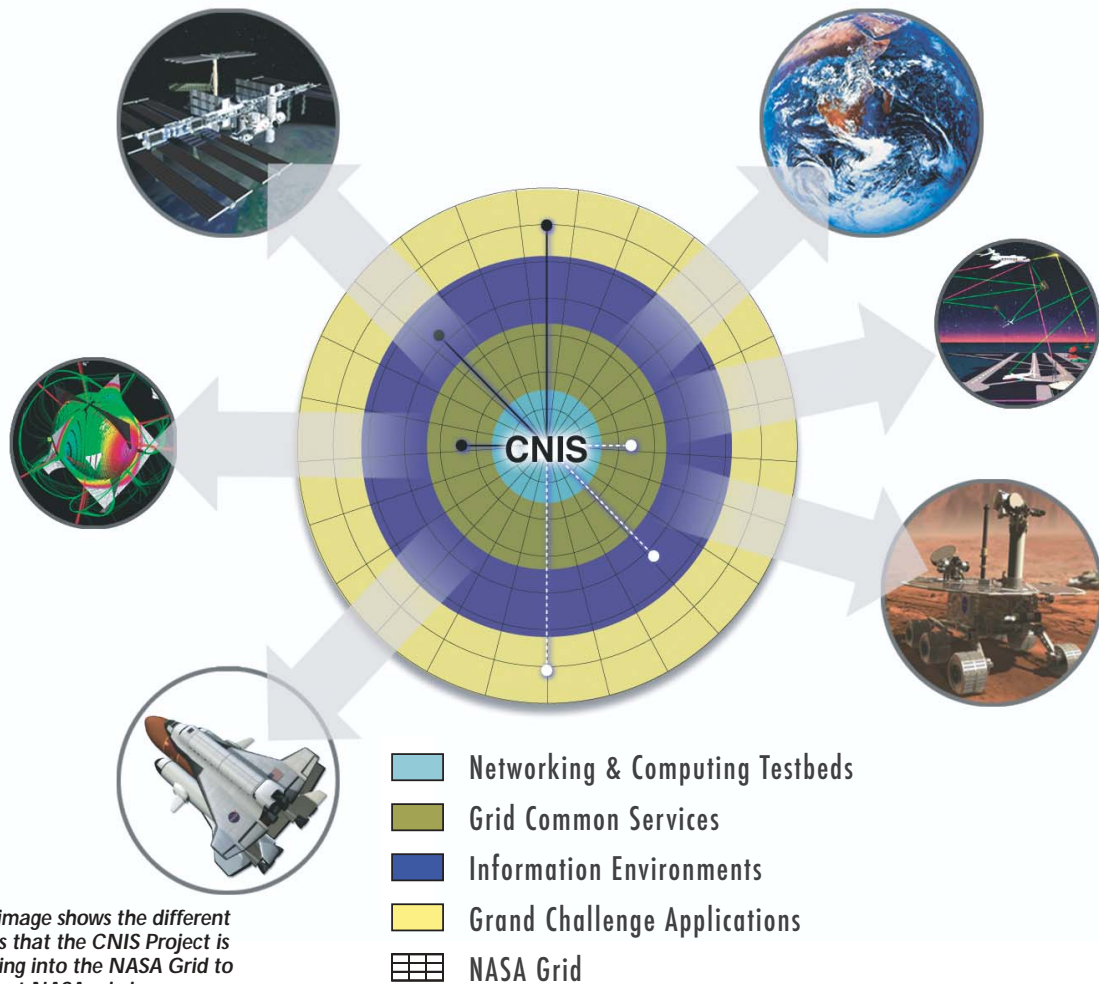 CNIS
Networking & Computing Testbeds
Grid Common Services
Information Environments
Grand Challenge Applications
NASA Grid
image shows the different
that the CNIS Project is
ing into the NASA Grid to